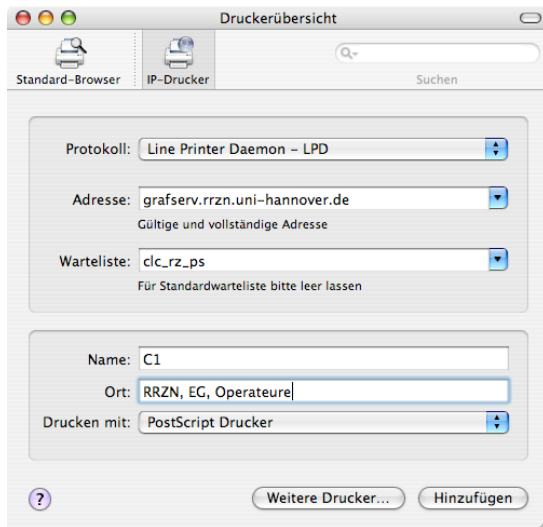 Druckerübersicht
Standard-Browser IP-Drucker Suchen
Protokoll: Line Printer Daemon – LPD
Adresse: grafserv.rrzn.uni-hannover.de
Gültige und vollständige Adresse
Warteliste: clc_rz_ps
Für Standardwarteliste bitte leer lassen
Name: C1
Ort: RRZN, EG, Operateure
Drucken mit: PostScript Drucker
? Weitere Drucker... Hinzufügen